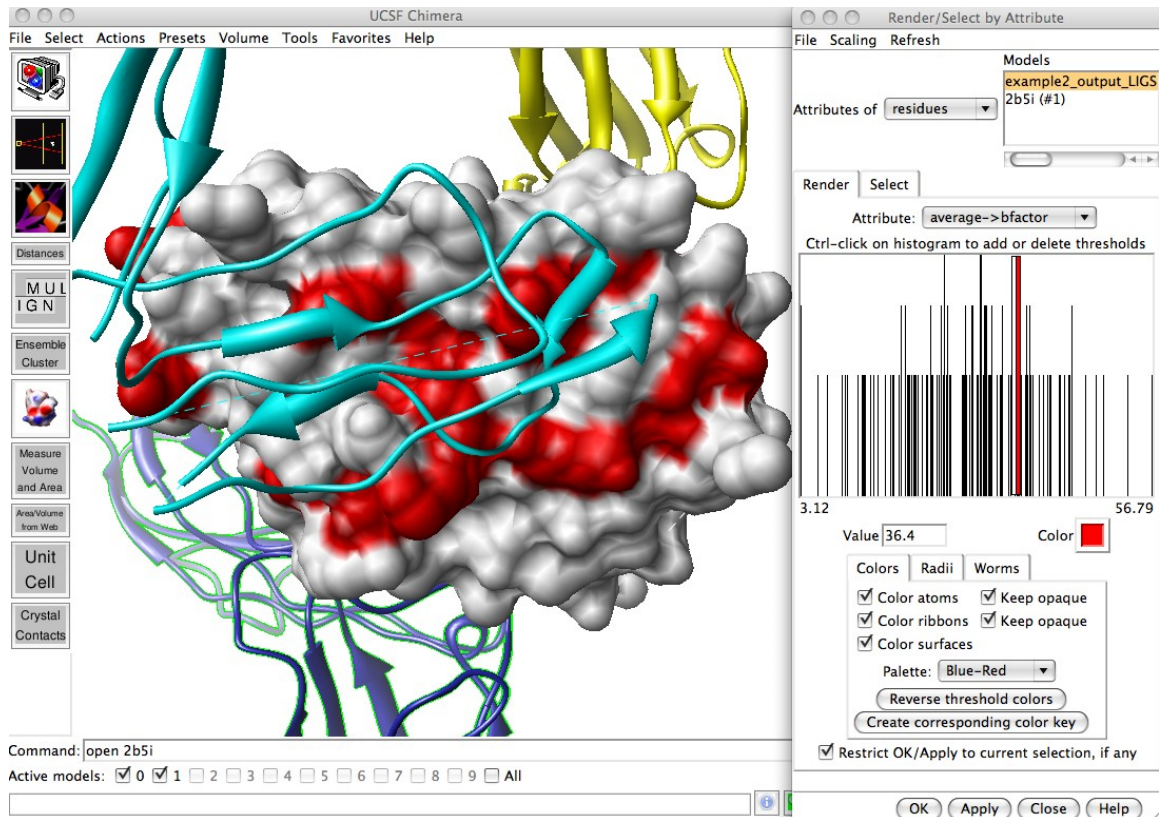 UCSF Chimera
File Select Actions Presets Volume Tools Favorites Help
Distances
MUL
IGN
Ensemble
Cluster
Measure
Volume
and Area
Area/Volume
from Web
Unit
Cell
Crystal
Contacts
Command: open 2b5i
Active models: 0 1 2 3 4 5 6 7 8 9 All
Render/Select by Attribute
File Scaling Refresh
Models
example2_output_LIGS
2b5i (#1)
Attributes of residues
Render Select
Attribute: average->bfactor
Ctrl-click on histogram to add or delete thresholds
3.12 56.79
Value 36.4 Color
Colors Radii Worms
Color atoms Keep opaque
Color ribbons Keep opaque
Color surfaces
Palette: Blue-Red
Reverse threshold colors
Create corresponding color key
Restrict OK/Apply to current selection, if any
OK Apply Close Help